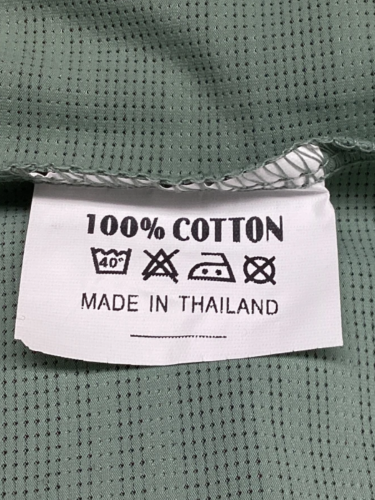 100% COTTON
40°
MADE IN THAILAND